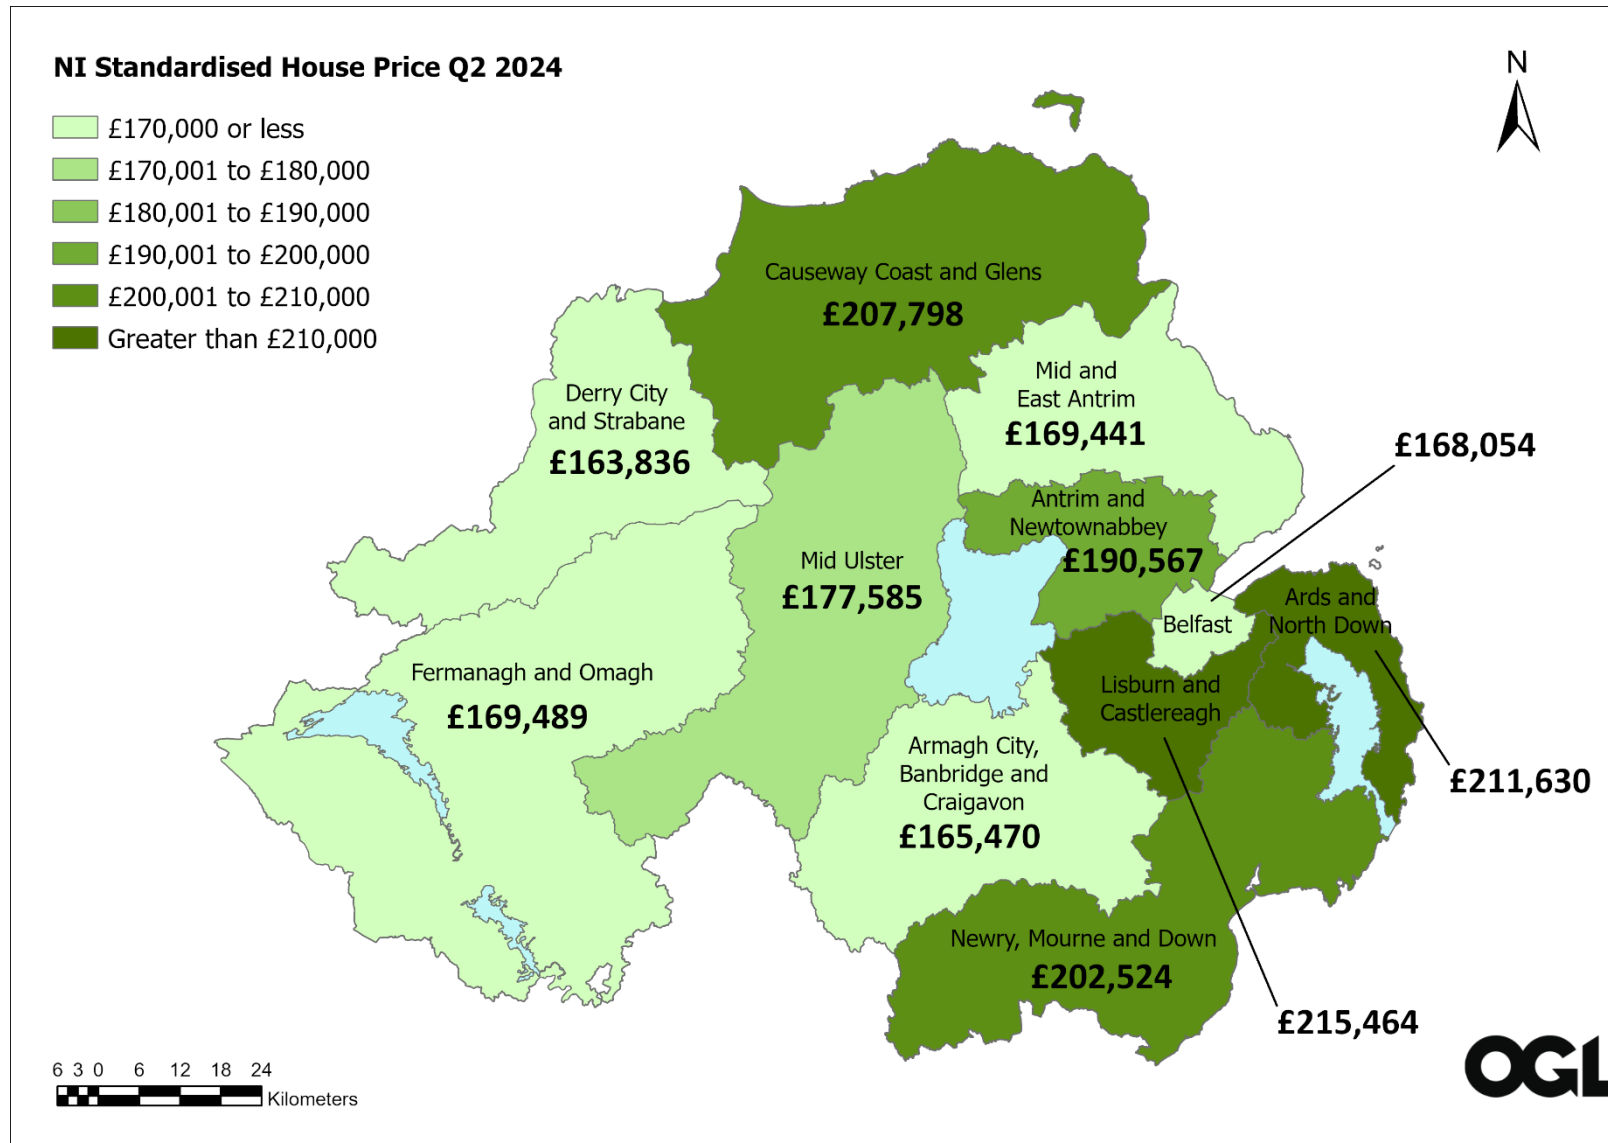 NI Standardised House Price Q2 2024
N
£170,000 or less
£170,001 to £180,000
£180,001 to £190,000
£190,001 to £200,000
£200,001 to £210,000
Greater than £210,000
Causeway Coast and Glens
£207,798
Derry City
and Strabane
£163,836
Mid and
East Antrim
£169,441
£168,054
Antrim and
Newtownabbey
£190,567
Mid Ulster
£177,585
Belfast
Ards and
North Down
Fermanagh and Omagh
£169,489
Lisburn and
Castlereagh
Armagh City,
Banbridge and
Craigavon
£165,470
£211,630
Newry, Mourne and Down
£202,524
£215,464
6 3 0 6 12 18 24
Kilometers
OGL